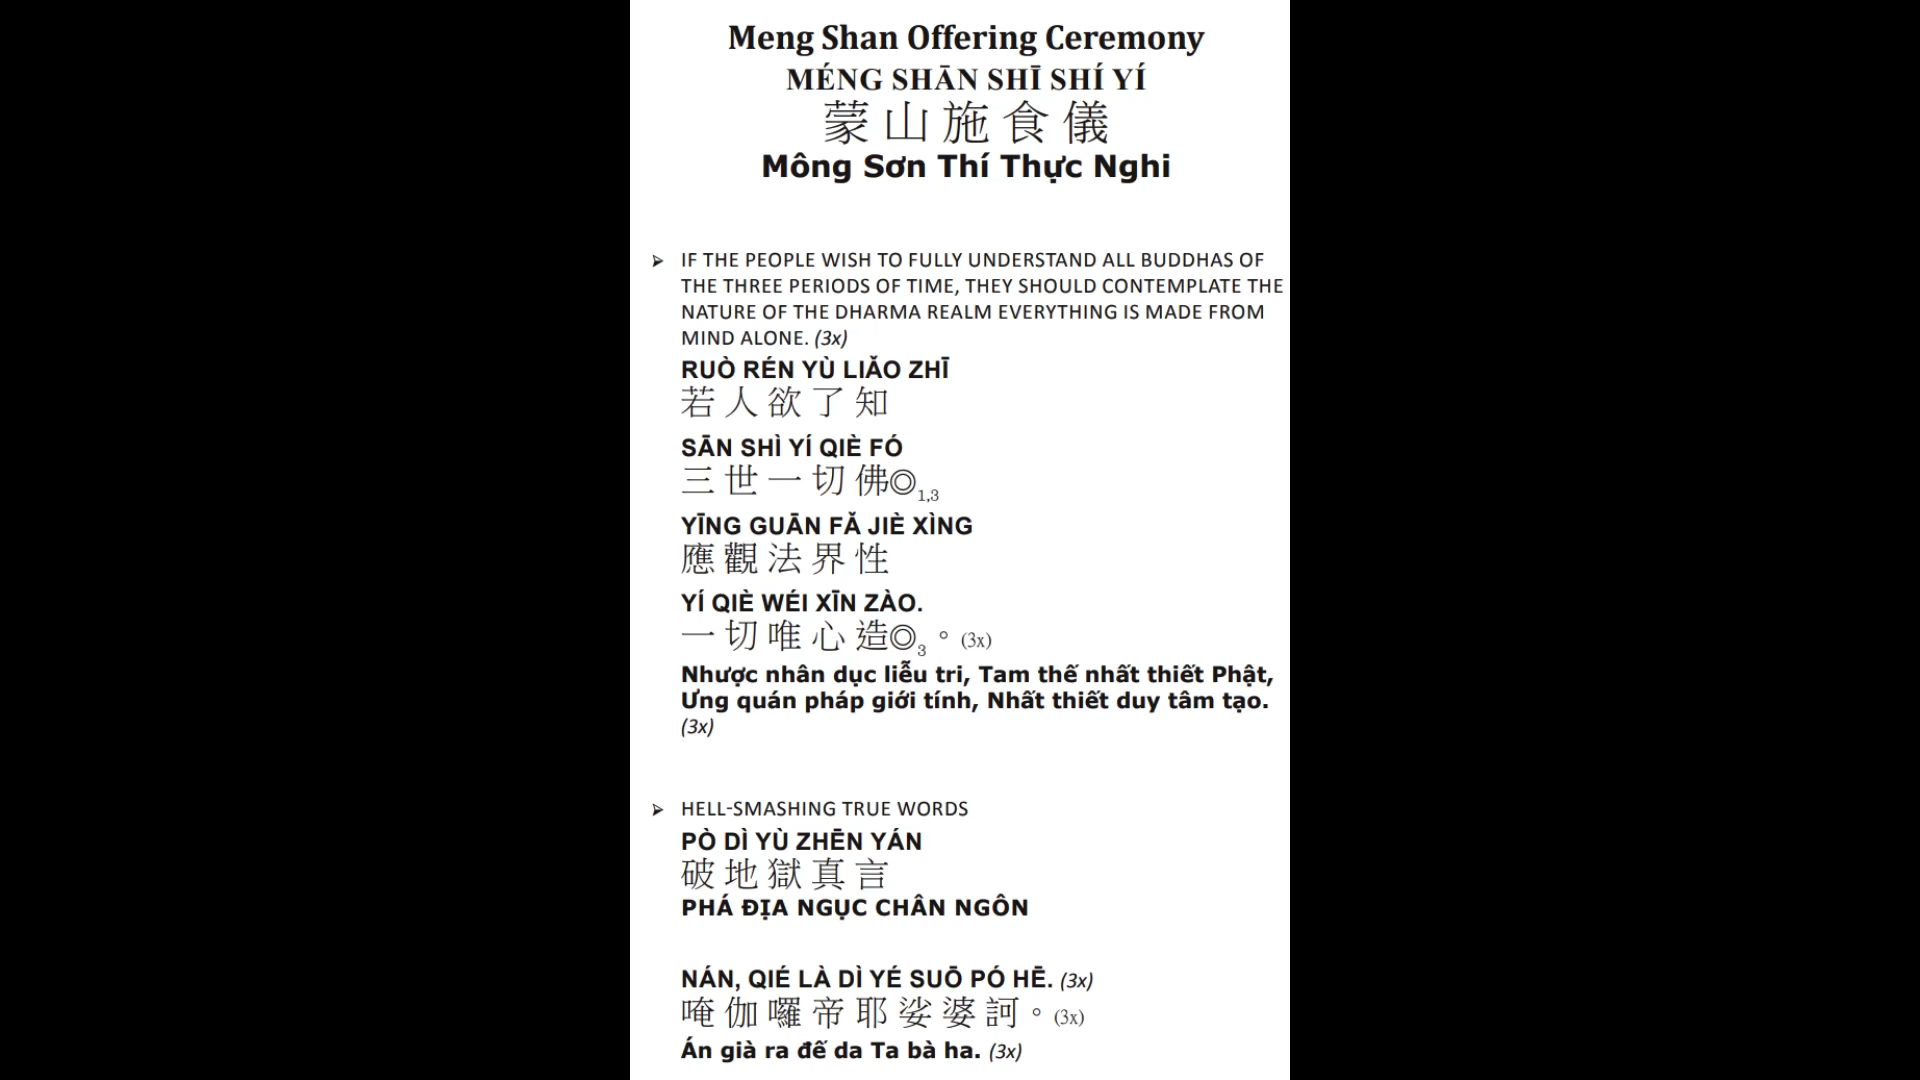 Meng Shan Offering Ceremony
MÉNG SHĀN SHĪ SHÍ YÍ
蒙山施食儀
Mông Sơn Thí Thực Nghi
➢ IF THE PEOPLE WISH TO FULLY UNDERSTAND ALL BUDDHAS OF
THE THREE PERIODS OF TIME, THEY SHOULD CONTEMPLATE THE
NATURE OF THE DHARMA REALM EVERYTHING IS MADE FROM
MIND ALONE. (3x)
RUÒ RÉN YÙ LIǍO ZHĪ
若人欲了知
SĀN SHÌ YÍ QIÈ FÓ
三世一切佛◎1,3
YĪNG GUĀN FǍ JIÈ XÌNG
應觀法界性
YÍ QIÈ WÉI XĪN ZÀO.
一切唯心造◎3。(3x)
Nhược nhân dục liễu tri, Tam thế nhất thiết Phật,
Ưng quán pháp giới tính, Nhất thiết duy tâm tạo.
(3x)
➢ HELL-SMASHING TRUE WORDS
PÒ DÌ YÙ ZHĒN YÁN
破地獄真言
PHÁ ĐỊA NGỤC CHÂN NGÔN
NÁN, QIÉ LÀ DÌ YÉ SUŌ PÓ HĒ. (3x)
唵伽囉帝耶娑婆訶。(3x)
Án già ra đế da Ta bà ha. (3x)